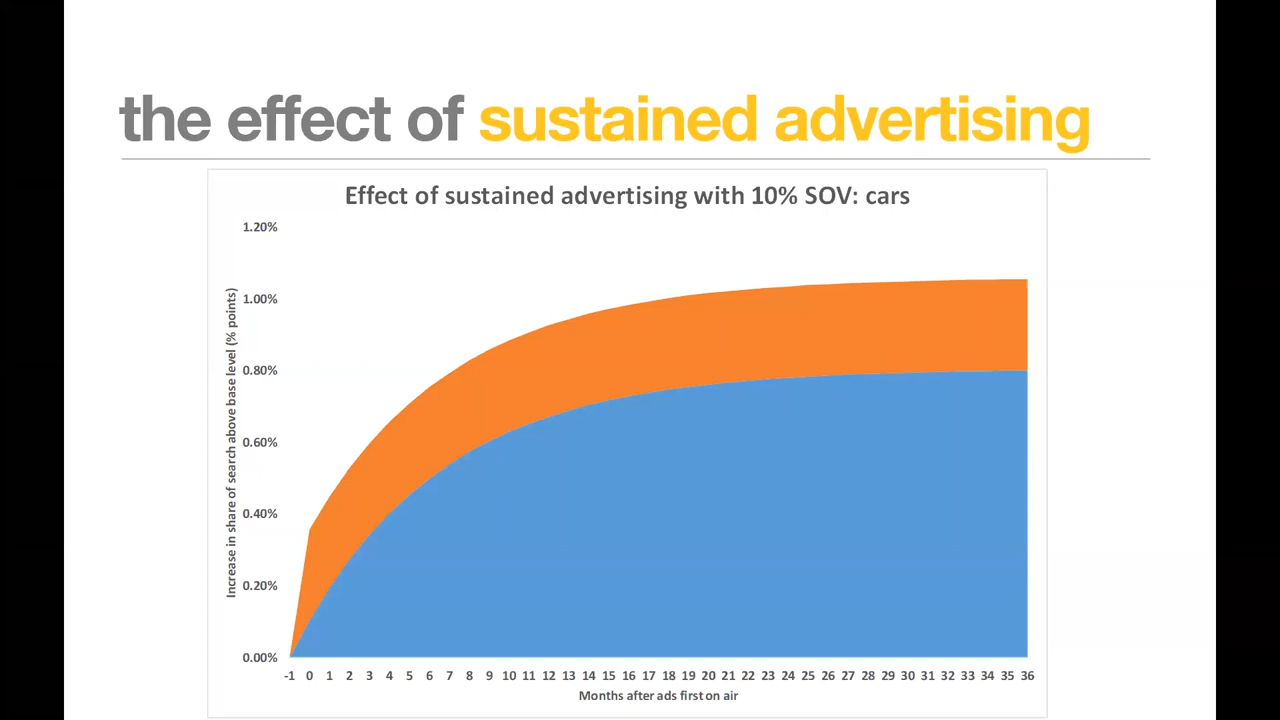 the effect of sustained advertising
Effect of sustained advertising with 10% SOV: cars
1.20%
1.00%
0.80%
0.60%
0.40%
0.20%
0.00%
Increase in share of search above base level (% points)
-1 0 1 2 3 4 5 6 7 8 9 10 11 12 13 14 15 16 17 18 19 20 21 22 23 24 25 26 27 28 29 30 31 32 33 34 35 36
Months after ads first on air